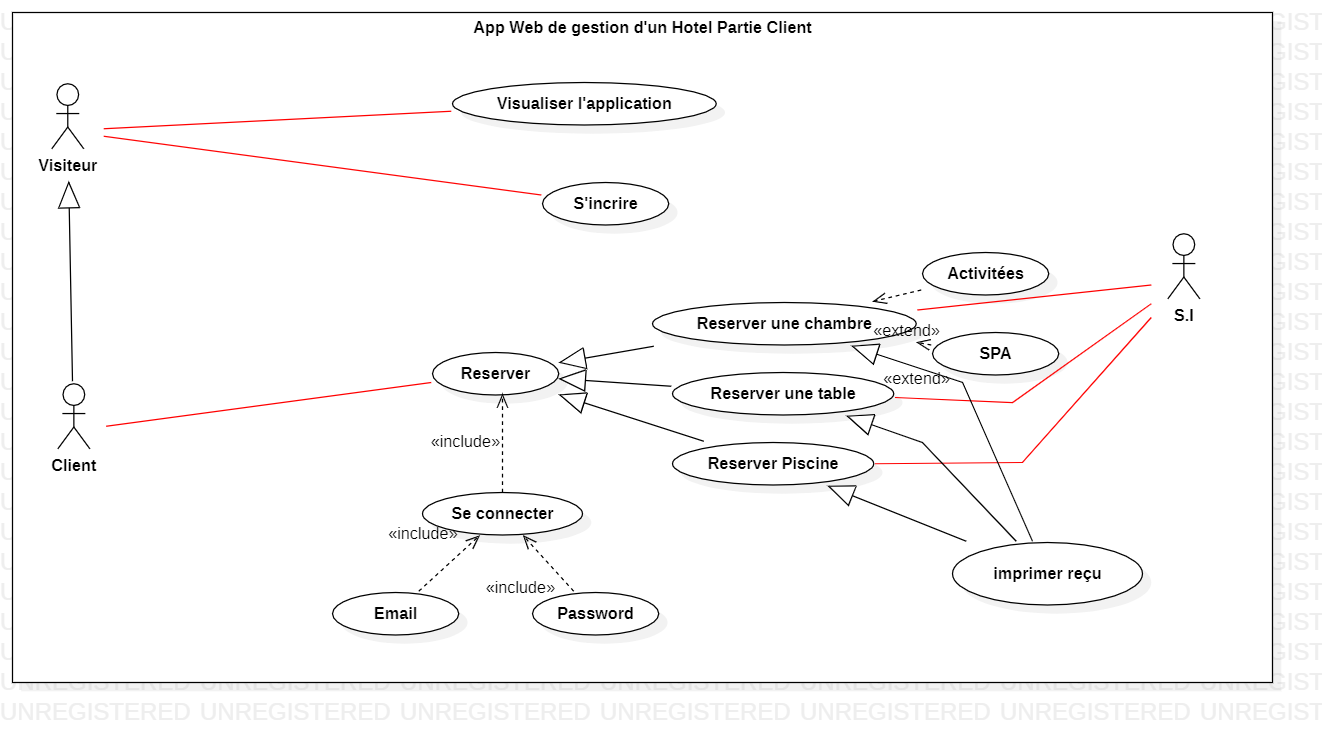 App Web de gestion d'un Hotel Partie Client
Visualiser l'application
Visiteur
S'incrire
Activitées
S.I
Reserver une chambre
«extend»
SPA
Reserver
«extend»
Reserver une table
«include»
Client
Reserver Piscine
Se connecter
«include»
imprimer reçu
«include»
Email
Password
UNREGISTERED UNREGISTERED UNREGISTERED UNREGISTERED UNREGISTERED UNREGISTERED UNREGIST